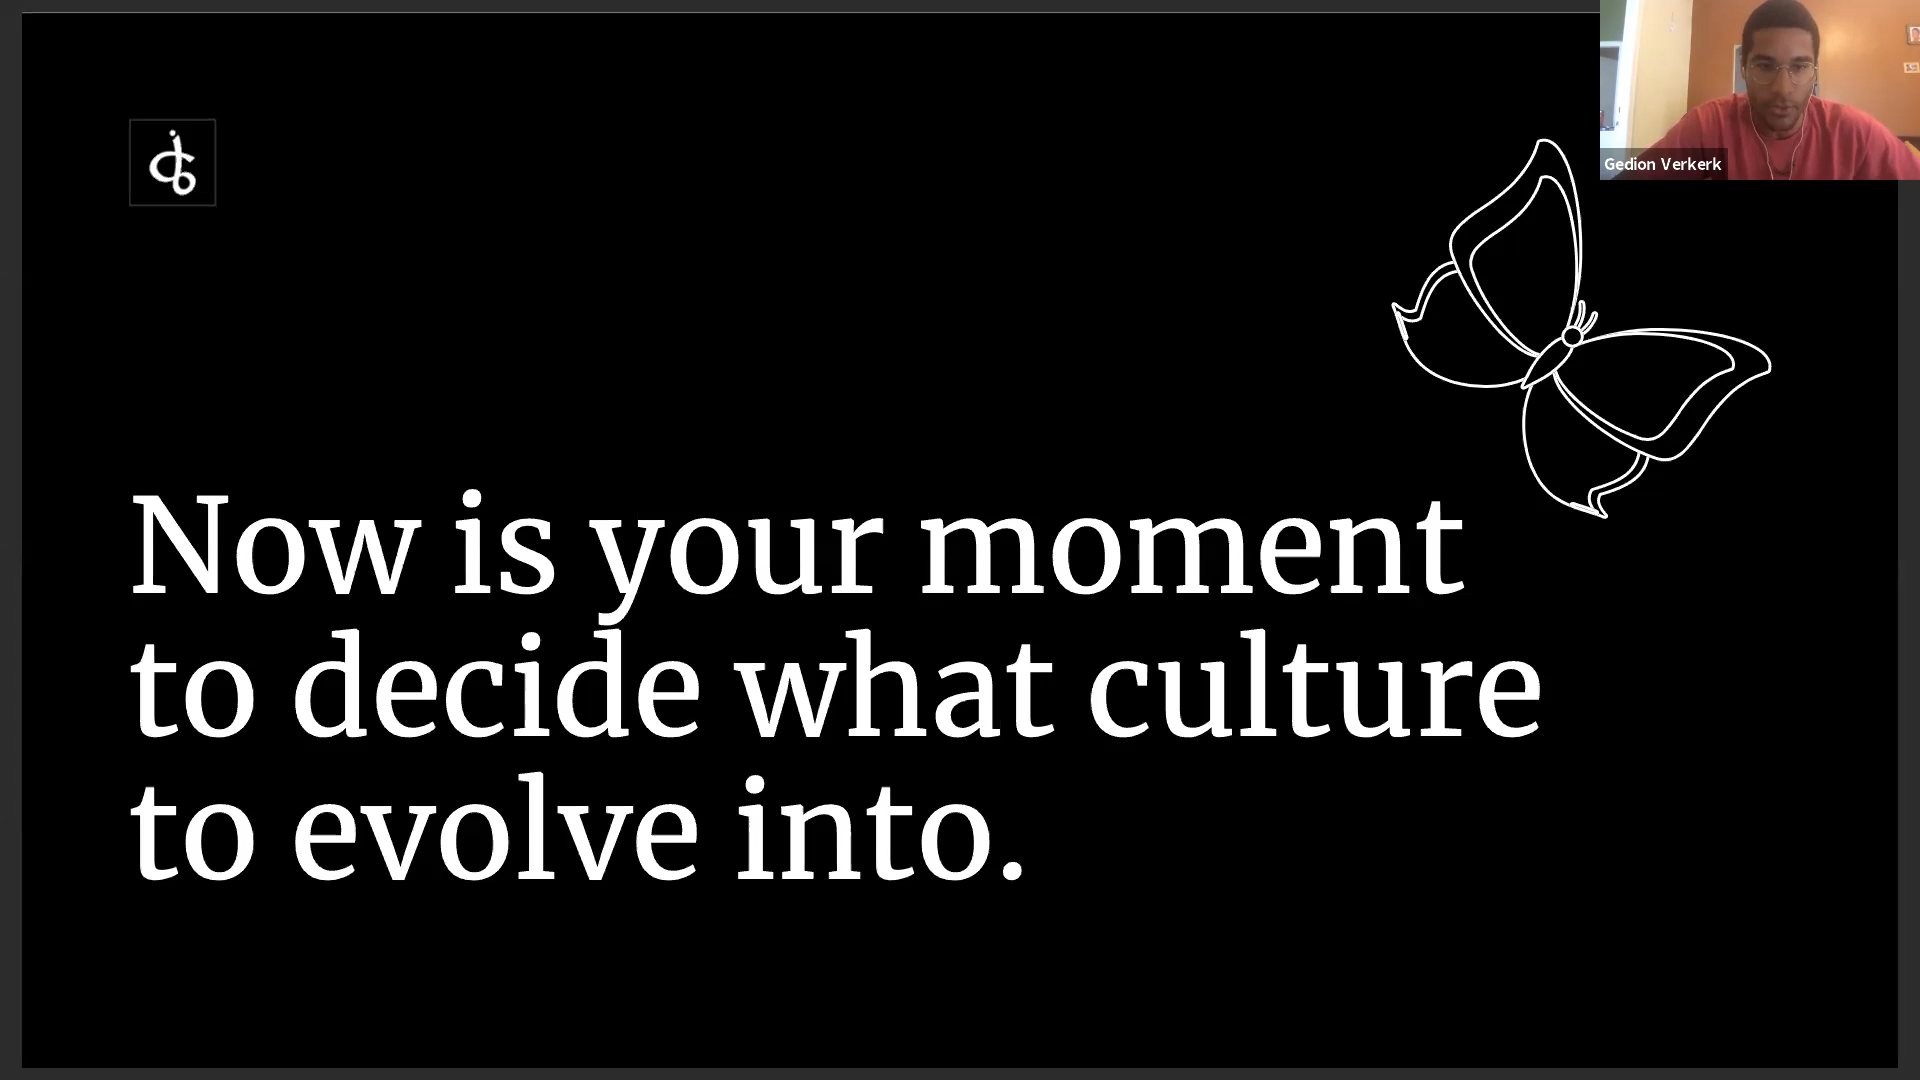 Gedion Verkerk
Now is your moment
to decide what culture
to evolve into.